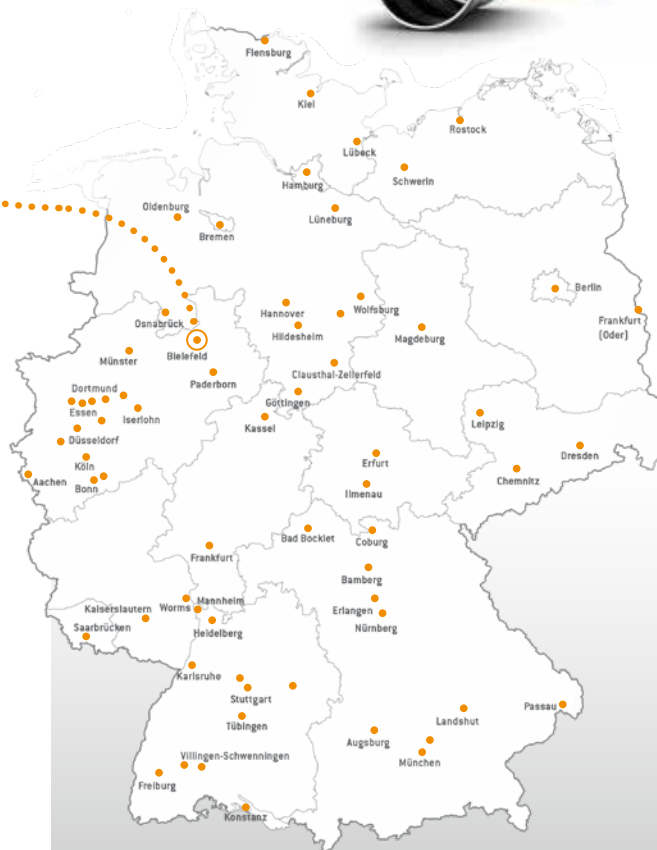 Flensburg
Kiel
Rostock
Lübeck
Schwerin
Hamburg
Oldenburg
Lüneburg
Bremen
Berlin
Hannover
Wolfsburg
Frankfurt
(Oder)
Osnabrück
Hildesheim
Magdeburg
Bielefeld
Münster
Paderborn
Clausthal-Zellerfeld
Dortmund
Göttingen
Essen
Iserlohn
Kassel
Leipzig
Düsseldorf
Dresden
Köln
Erfurt
Chemnitz
Aachen
Bonn
Ilmenau
Bad Bocklet
Coburg
Frankfurt
Bamberg
Kaiserslautern
Worms
Mannheim
Erlangen
Saarbrücken
Heidelberg
Nürnberg
Karlsruhe
Stuttgart
Passau
Landshut
Tübingen
Augsburg
Villingen-Schwenningen
München
Freiburg
Konstanz